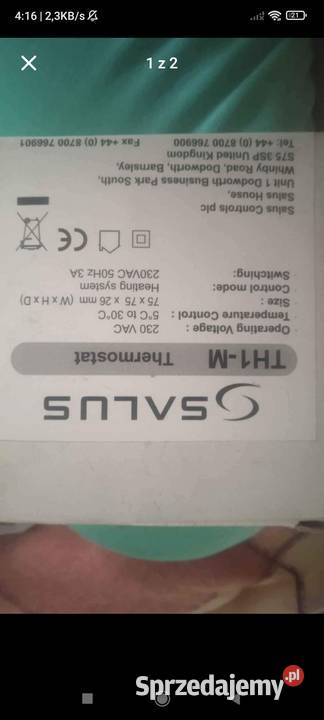 4:16 | 2,3KB/s
21
1 z 2
SALUS
TH1-M Thermostat
Operating Voltage : 230 VAC
Temperature Control : 5°C to 30°C
Size : 75 x 75 x 26 mm (W x H x D)
Control mode: Heating system
Switching: 230VAC 50Hz 3A
CE
Salus Controls plc
Salus House,
Unit 1 Dodworth Business Park South,
Whinby Road, Dodworth, Barnsley,
S75 3SP United Kingdom
Tel: +44 (0) 8700 766900 Fax +44 (0) 8700 766901
Sprzedajemy.pl